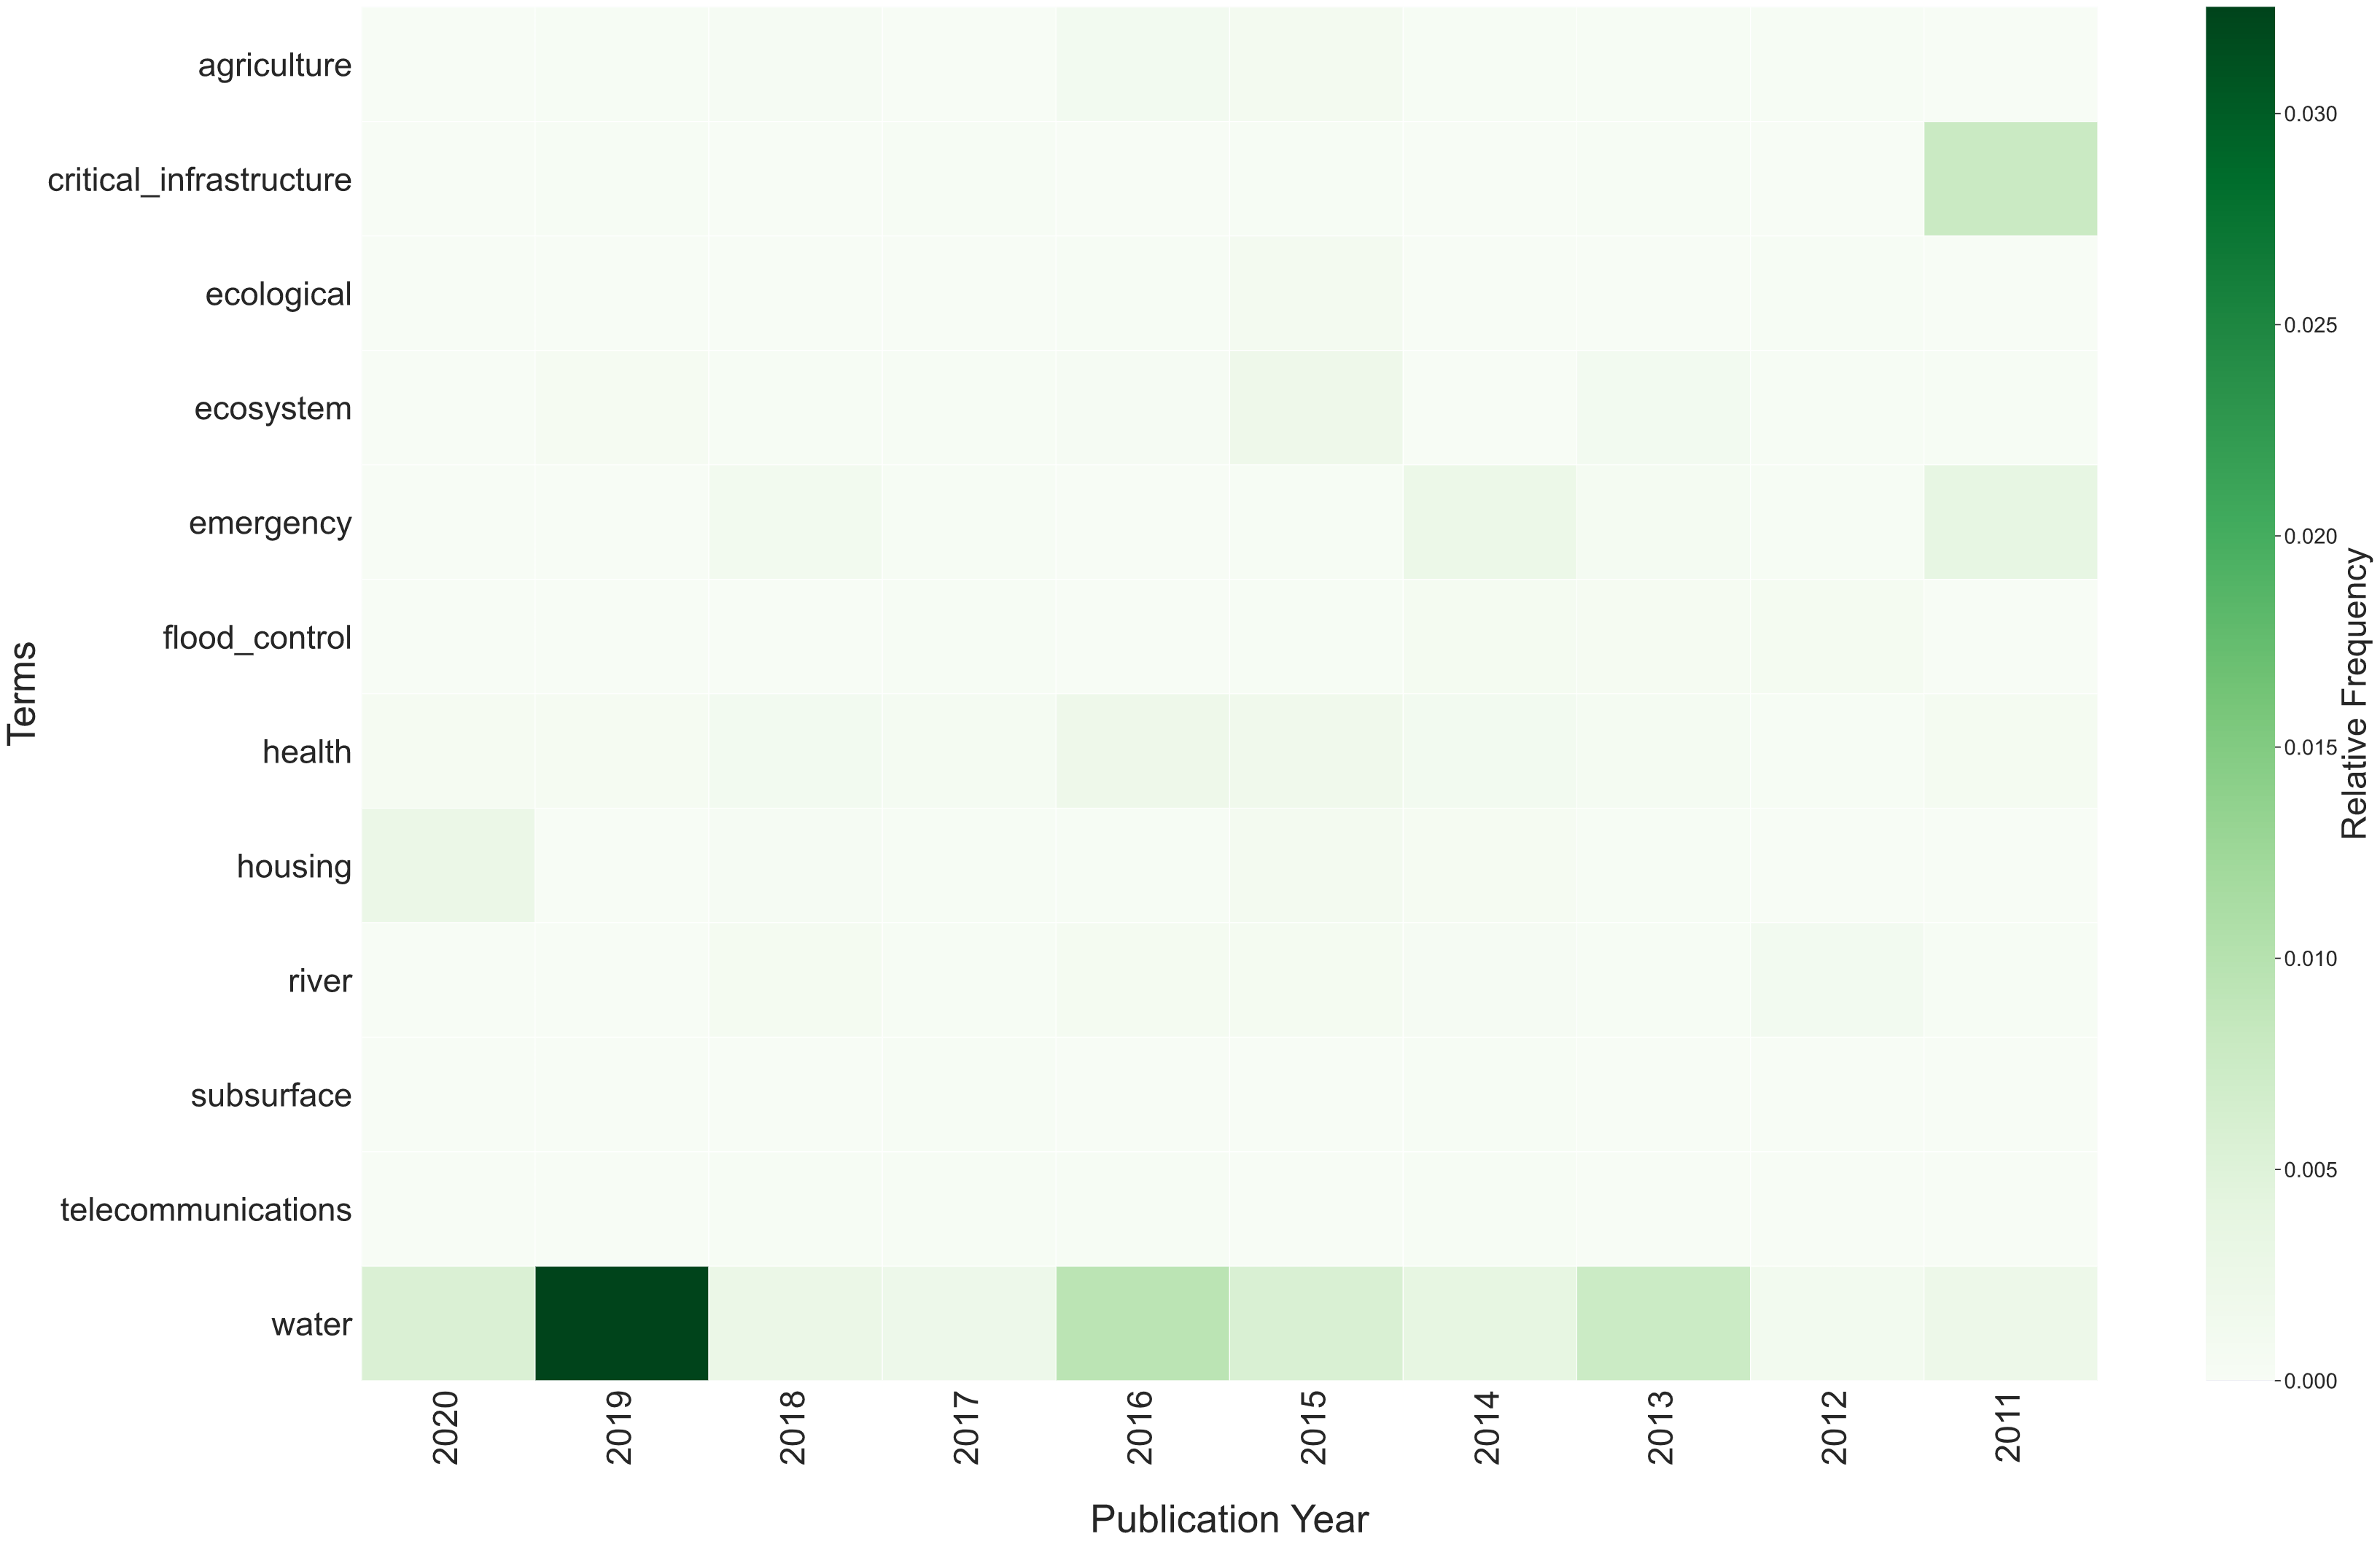 Terms
agriculture
critical_infrastructure
ecological
ecosystem
emergency
flood_control
health
housing
river
subsurface
telecommunications
water
2020
2019
2018
2017
2016
2015
2014
2013
2012
2011
Publication Year
0.030
0.025
0.020
0.015
0.010
0.005
0.000
Relative Frequency